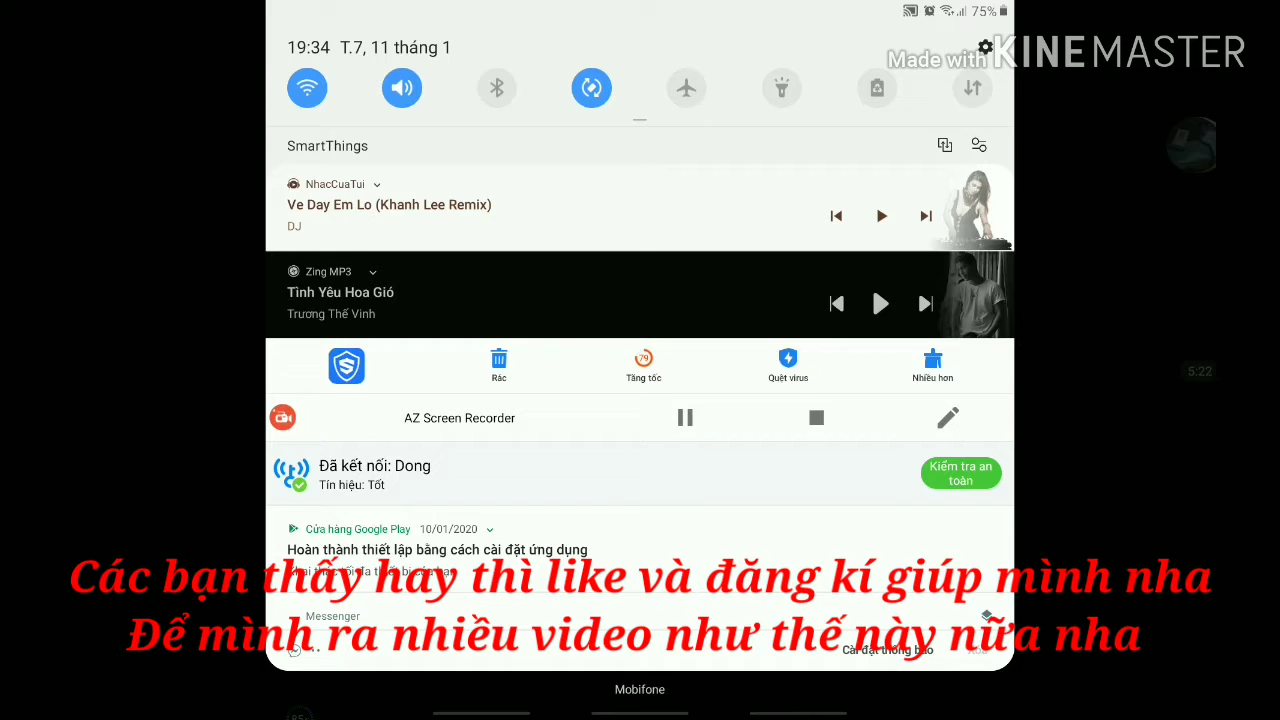 75%
19:34 T.7, 11 tháng 1
Made with KINEMASTER
SmartThings
NhacCuaTui
Ve Day Em Lo (Khanh Lee Remix)
DJ
Zing MP3
Tình Yêu Hoa Gió
Trương Thế Vinh
Rác
79
Tăng tốc
Quệt virus
Nhiều hơn
5:22
AZ Screen Recorder
Đã kết nối: Dong
Tín hiệu: Tốt
Kiểm tra an
toàn
Cửa hàng Google Play 10/01/2020
Hoàn thành thiết lập bằng cách cài đặt ứng dụng
Các bạn thấy hay thì like và đăng kí giúp mình nha
Messenger
Để mình ra nhiều video như thế này nữa nha
Cài đặt thông báo
Mobifone